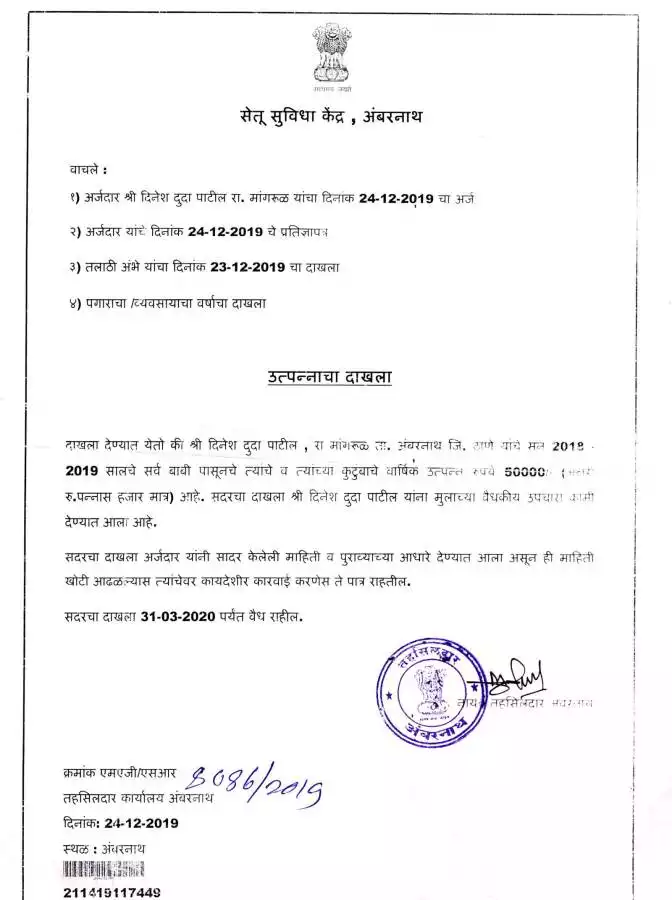 सत्यमेव जयते
सेतू सुविधा केंद्र , अंबरनाथ
वाचले :
१) अर्जदार श्री दिनेश दुदा पाटील रा. मांगरूळ यांचा दिनांक 24-12-2019 चा अर्ज
२) अर्जदार यांचे दिनांक 24-12-2019 चे प्रतिज्ञापत्र
३) तलाठी अंभे यांचा दिनांक 23-12-2019 चा दाखला
४) पगाराचा /व्यवसायाचा वर्षाचा दाखला
उत्पन्नाचा दाखला
दाखला देण्यात येतो की श्री दिनेश दुदा पाटील , रा मांगरूळ ता. अंबरनाथ जि. ठाणे यांचे सन 2018 -
2019 सालचे सर्व बाबी पासूनचे त्यांचे व त्यांच्या कुटुंबाचे वार्षिक उत्पन्न रुपये 50000/- (अक्षरी
रु.पन्नास हजार मात्र) आहे. सदरचा दाखला श्री दिनेश दुदा पाटील यांना मुलाच्या वैधकीय उपचारा कामी
देण्यात आला आहे.
सदरचा दाखला अर्जदार यांनी सादर केलेली माहिती व पुराव्याच्या आधारे देण्यात आला असून ही माहिती
खोटी आढळल्यास त्यांचेवर कायदेशीर कारवाई करणेस ते पात्र राहतील.
सदरचा दाखला 31-03-2020 पर्यंत वैध राहील.
तहसिलदार
अंबरनाथ
नायब तहसिलदार अंबरनाथ
क्रमांक एमएजी/एसआर 8086/2019
तहसिलदार कार्यालय अंबरनाथ
दिनांक: 24-12-2019
स्थळ : अंबरनाथ
211419117449